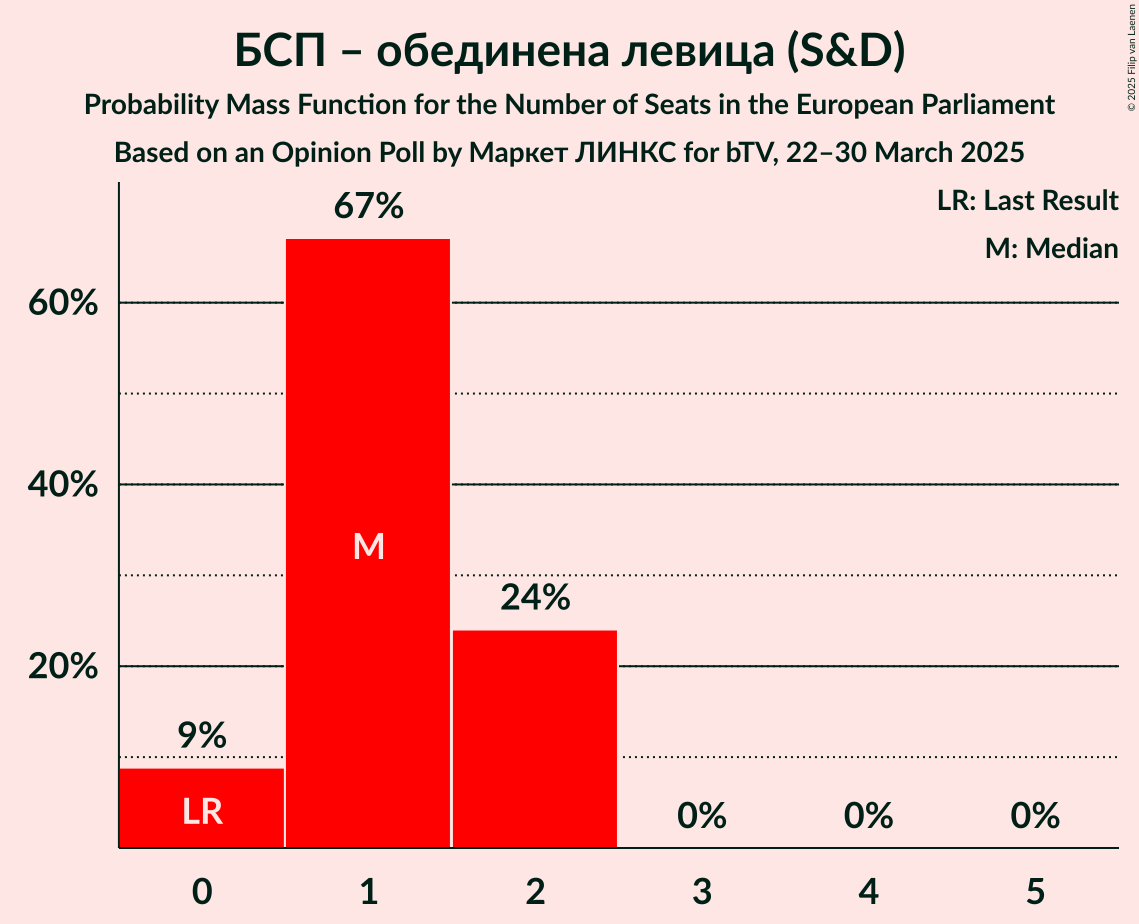 БСП – обединена левица (S&D)
Probability Mass Function for the Number of Seats in the European Parliament
Based on an Opinion Poll by Маркет ЛИНКС for bTV, 22–30 March 2025
© 2025 Filip van Laenen
LR: Last Result
M: Median
67%
60%
40%
M
24%
20%
9%
LR
0%
0%
0%
0
1
2
3
4
5